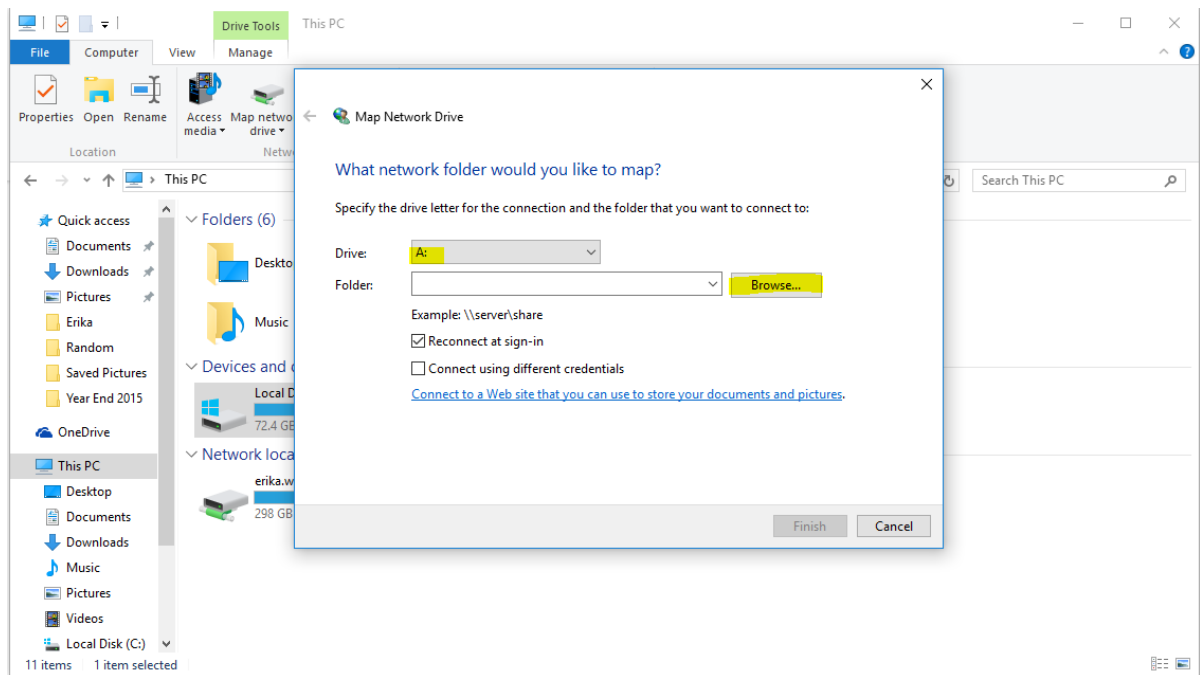 Drive Tools This PC
File Computer View Manage
Properties Open Rename Access media Map netwo drive
Location Netw
This PC
Search This PC
Quick access
Documents
Downloads
Pictures
Erika
Random
Saved Pictures
Year End 2015
OneDrive
This PC
Desktop
Documents
Downloads
Music
Pictures
Videos
Local Disk (C:)
Folders (6)
Deskto
Music
Devices and d
Local D
72.4 GE
Network loca
erika.w
298 GB
Map Network Drive
What network folder would you like to map?
Specify the drive letter for the connection and the folder that you want to connect to:
Drive: A:
Folder: Browse...
Example: \\server\share
Reconnect at sign-in
Connect using different credentials
Connect to a Web site that you can use to store your documents and pictures.
Finish Cancel
11 items 1 item selected